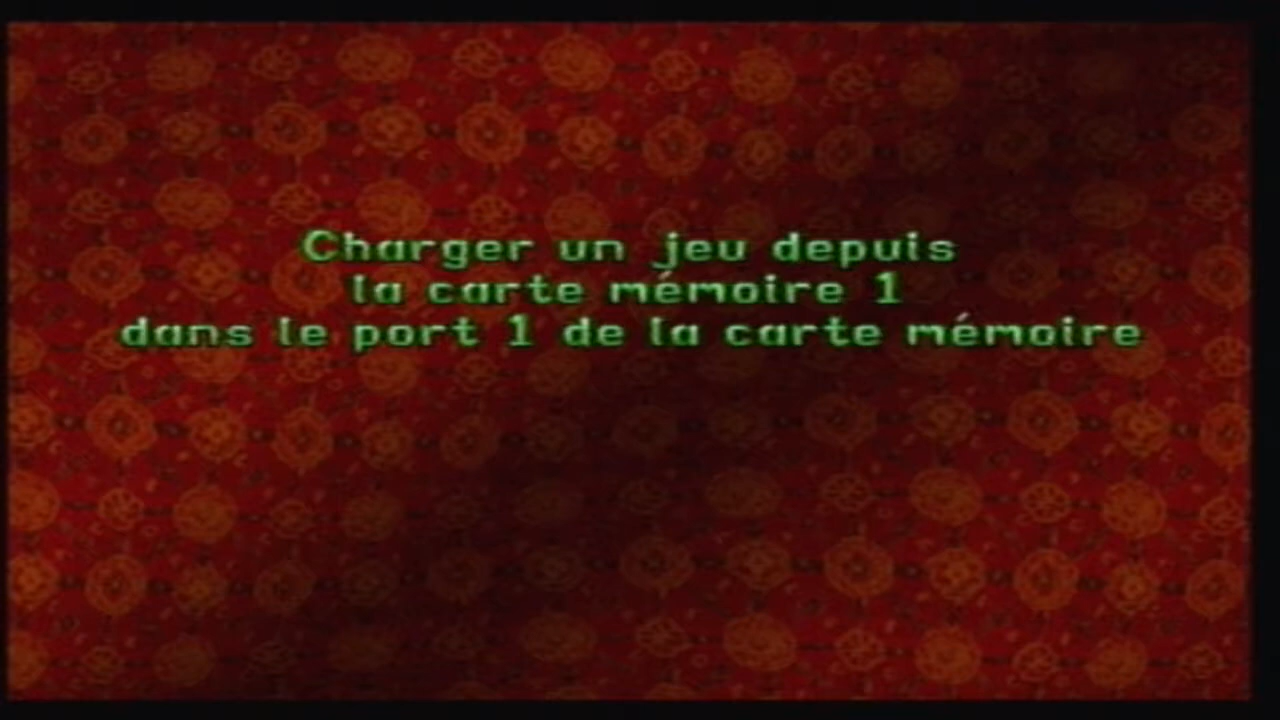 Charger un jeu depuis
la carte mémoire 1
dans le port 1 de la carte mémoire